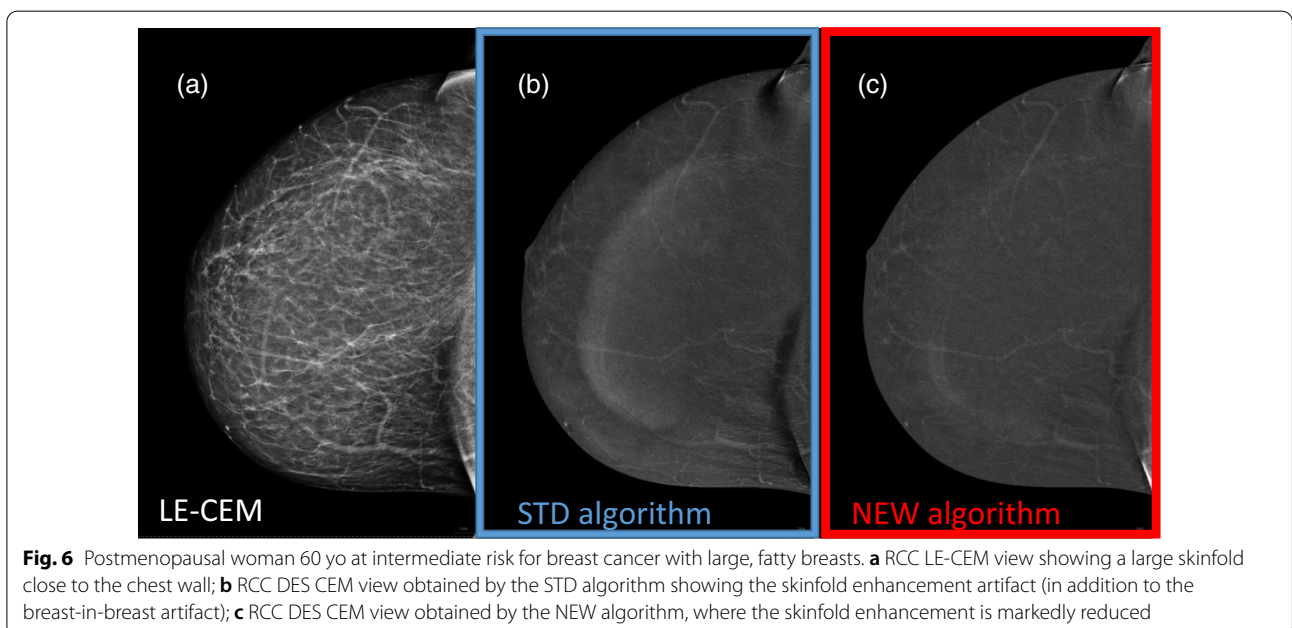 (a)
(b)
(c)
LE-CEM
STD algorithm
NEW algorithm
Fig. 6 Postmenopausal woman 60 yo at intermediate risk for breast cancer with large, fatty breasts. a RCC LE-CEM view showing a large skinfold
close to the chest wall; b RCC DES CEM view obtained by the STD algorithm showing the skinfold enhancement artifact (in addition to the
breast-in-breast artifact); c RCC DES CEM view obtained by the NEW algorithm, where the skinfold enhancement is markedly reduced